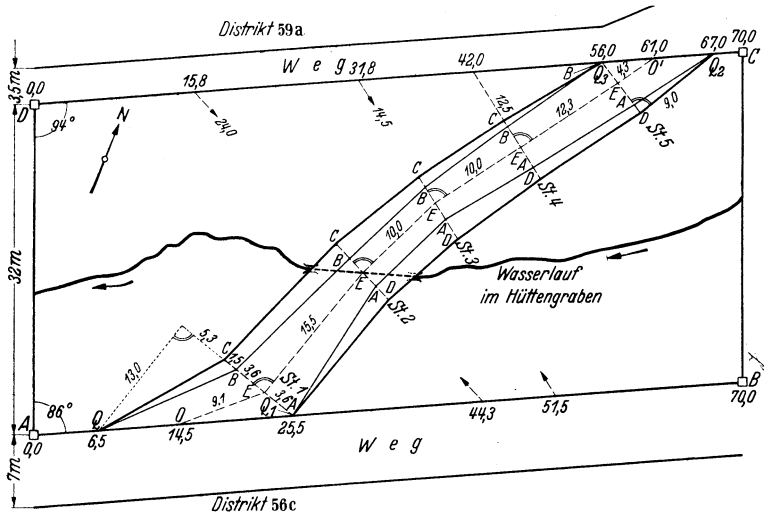 Distrikt 59a
Weg
3,5m
0,0
15,8
31,8
42,0
56,0
61,0
67,0
70,0
D
C
94°
N
24,0
14,5
12,5
B
Q3
4,3
O'
Q2
12,3
E
A
9,0
D
St.5
C
B
E
A
D
St.4
10,0
C
B
E
A
D
St.3
10,0
C
B
E
A
D
St.2
32m
Wasserlauf
im Hüttengraben
15,5
5,3
13,0
C
1,5
B
3,6
E
St.1
3,6
Q1
A
9,1
86°
A
Q
O
B
0,0
6,5
14,5
25,5
44,3
51,5
70,0
Weg
7m
Distrikt 56c